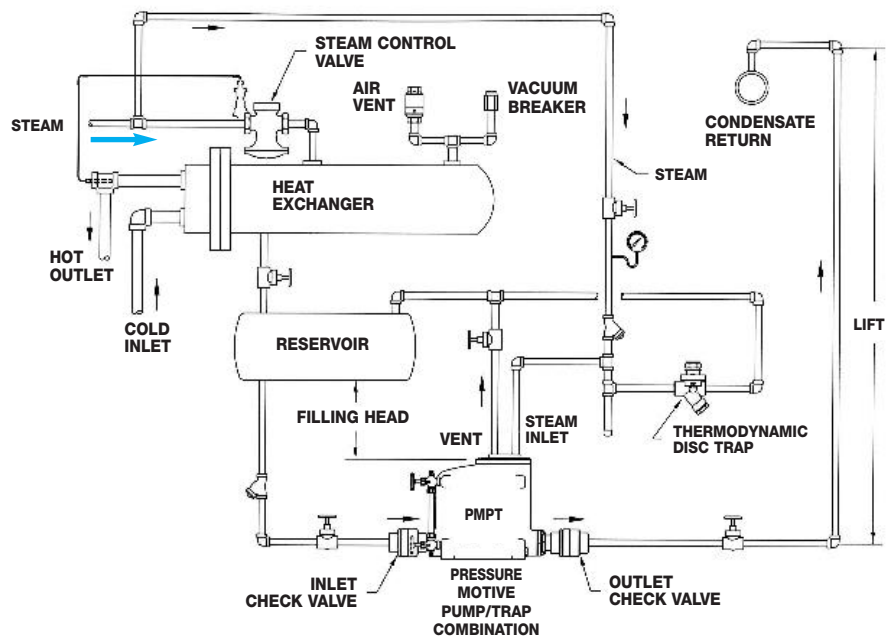 STEAM CONTROL
VALVE
AIR
VENT
VACUUM
BREAKER
STEAM
CONDENSATE
RETURN
STEAM
HEAT
EXCHANGER
HOT
OUTLET
COLD
INLET
LIFT
RESERVOIR
FILLING HEAD
VENT
STEAM
INLET
THERMODYNAMIC
DISC TRAP
PMPT
INLET
CHECK VALVE
PRESSURE
MOTIVE
PUMP/TRAP
COMBINATION
OUTLET
CHECK VALVE